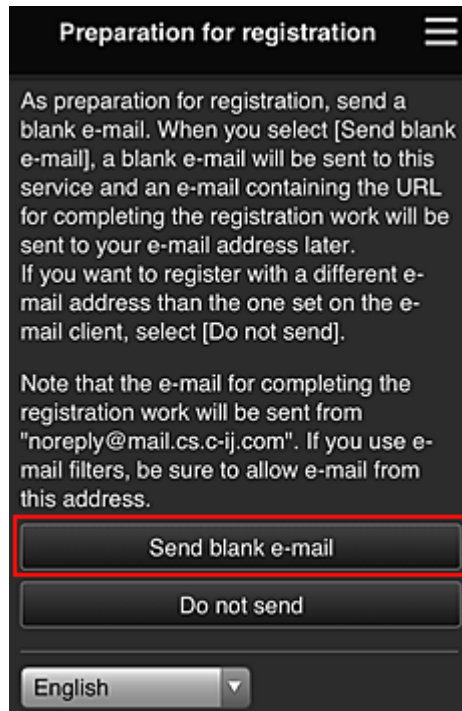 Preparation for registration
As preparation for registration, send a
blank e-mail. When you select [Send blank
e-mail], a blank e-mail will be sent to this
service and an e-mail containing the URL
for completing the registration work will be
sent to your e-mail address later.
If you want to register with a different e-
mail address than the one set on the e-
mail client, select [Do not send].
Note that the e-mail for completing the
registration work will be sent from
"noreply@mail.cs.c-ij.com". If you use e-
mail filters, be sure to allow e-mail from
this address.
Send blank e-mail
Do not send
English